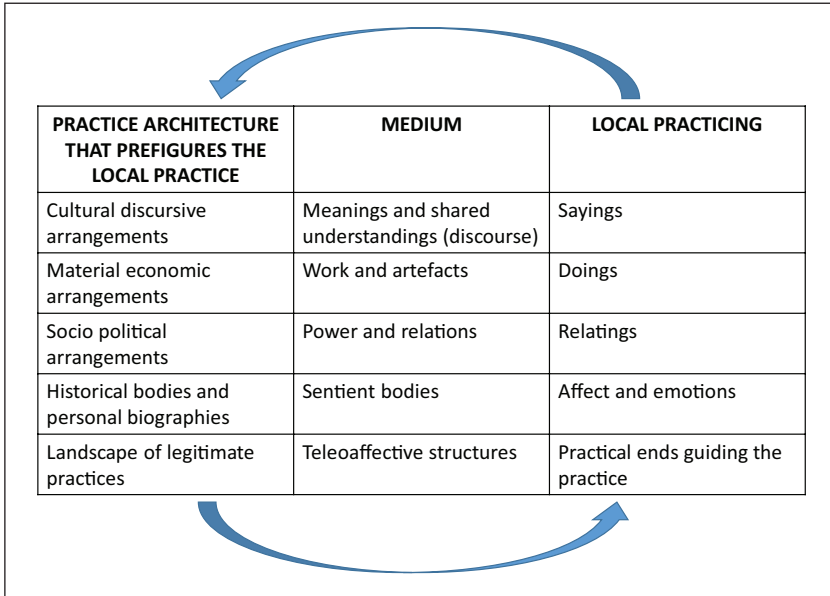 PRACTICE ARCHITECTURE
THAT PREFIGURES THE
LOCAL PRACTICE
MEDIUM
LOCAL PRACTICING
Cultural discursive
arrangements
Meanings and shared
understandings (discourse)
Sayings
Material economic
arrangements
Work and artefacts
Doings
Socio political
arrangements
Power and relations
Relatings
Historical bodies and
personal biographies
Sentient bodies
Affect and emotions
Landscape of legitimate
practices
Teleoaffective structures
Practical ends guiding the
practice